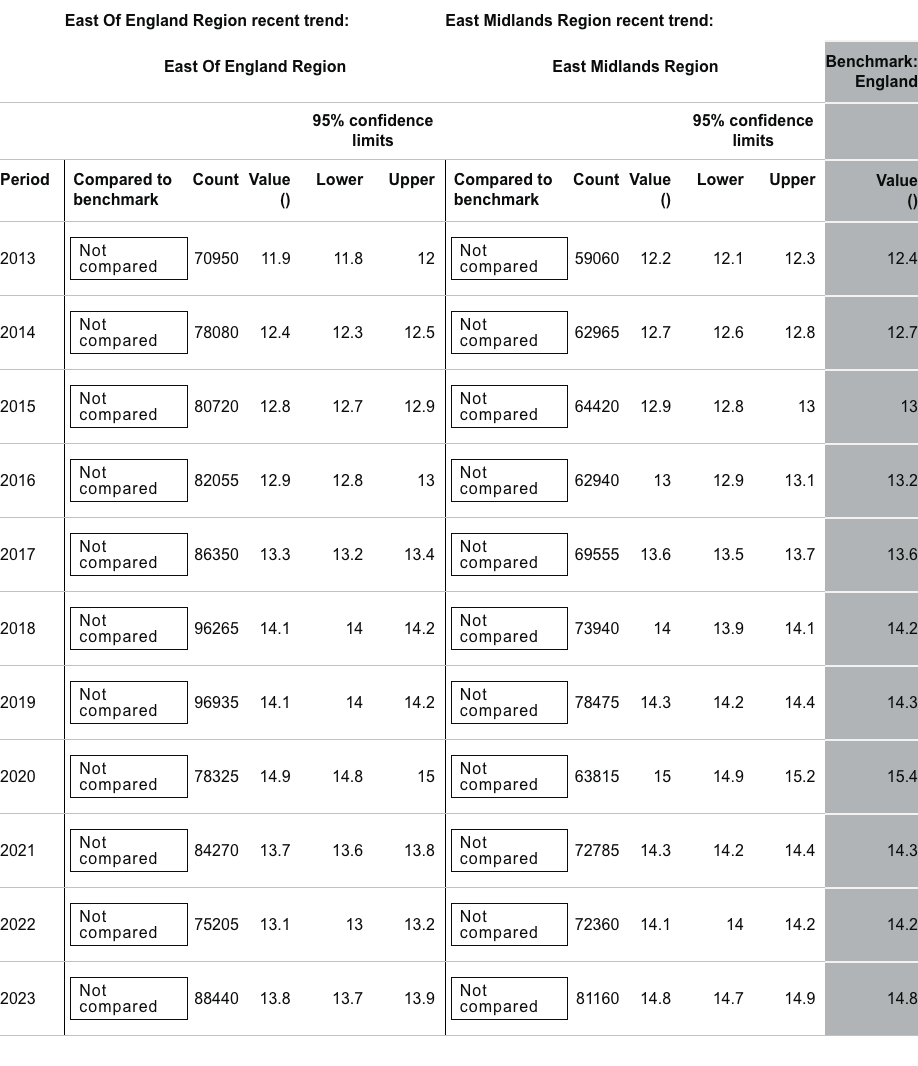 East Of England Region recent trend: East Midlands Region recent trend:
East Of England Region East Midlands Region Benchmark: England
95% confidence limits 95% confidence limits
Period Compared to benchmark Count Value () Lower Upper Compared to benchmark Count Value () Lower Upper Value ()
2013 Not compared 70950 11.9 11.8 12 Not compared 59060 12.2 12.1 12.3 12.4
2014 Not compared 78080 12.4 12.3 12.5 Not compared 62965 12.7 12.6 12.8 12.7
2015 Not compared 80720 12.8 12.7 12.9 Not compared 64420 12.9 12.8 13 13
2016 Not compared 82055 12.9 12.8 13 Not compared 62940 13 12.9 13.1 13.2
2017 Not compared 86350 13.3 13.2 13.4 Not compared 69555 13.6 13.5 13.7 13.6
2018 Not compared 96265 14.1 14 14.2 Not compared 73940 14 13.9 14.1 14.2
2019 Not compared 96935 14.1 14 14.2 Not compared 78475 14.3 14.2 14.4 14.3
2020 Not compared 78325 14.9 14.8 15 Not compared 63815 15 14.9 15.2 15.4
2021 Not compared 84270 13.7 13.6 13.8 Not compared 72785 14.3 14.2 14.4 14.3
2022 Not compared 75205 13.1 13 13.2 Not compared 72360 14.1 14 14.2 14.2
2023 Not compared 88440 13.8 13.7 13.9 Not compared 81160 14.8 14.7 14.9 14.8